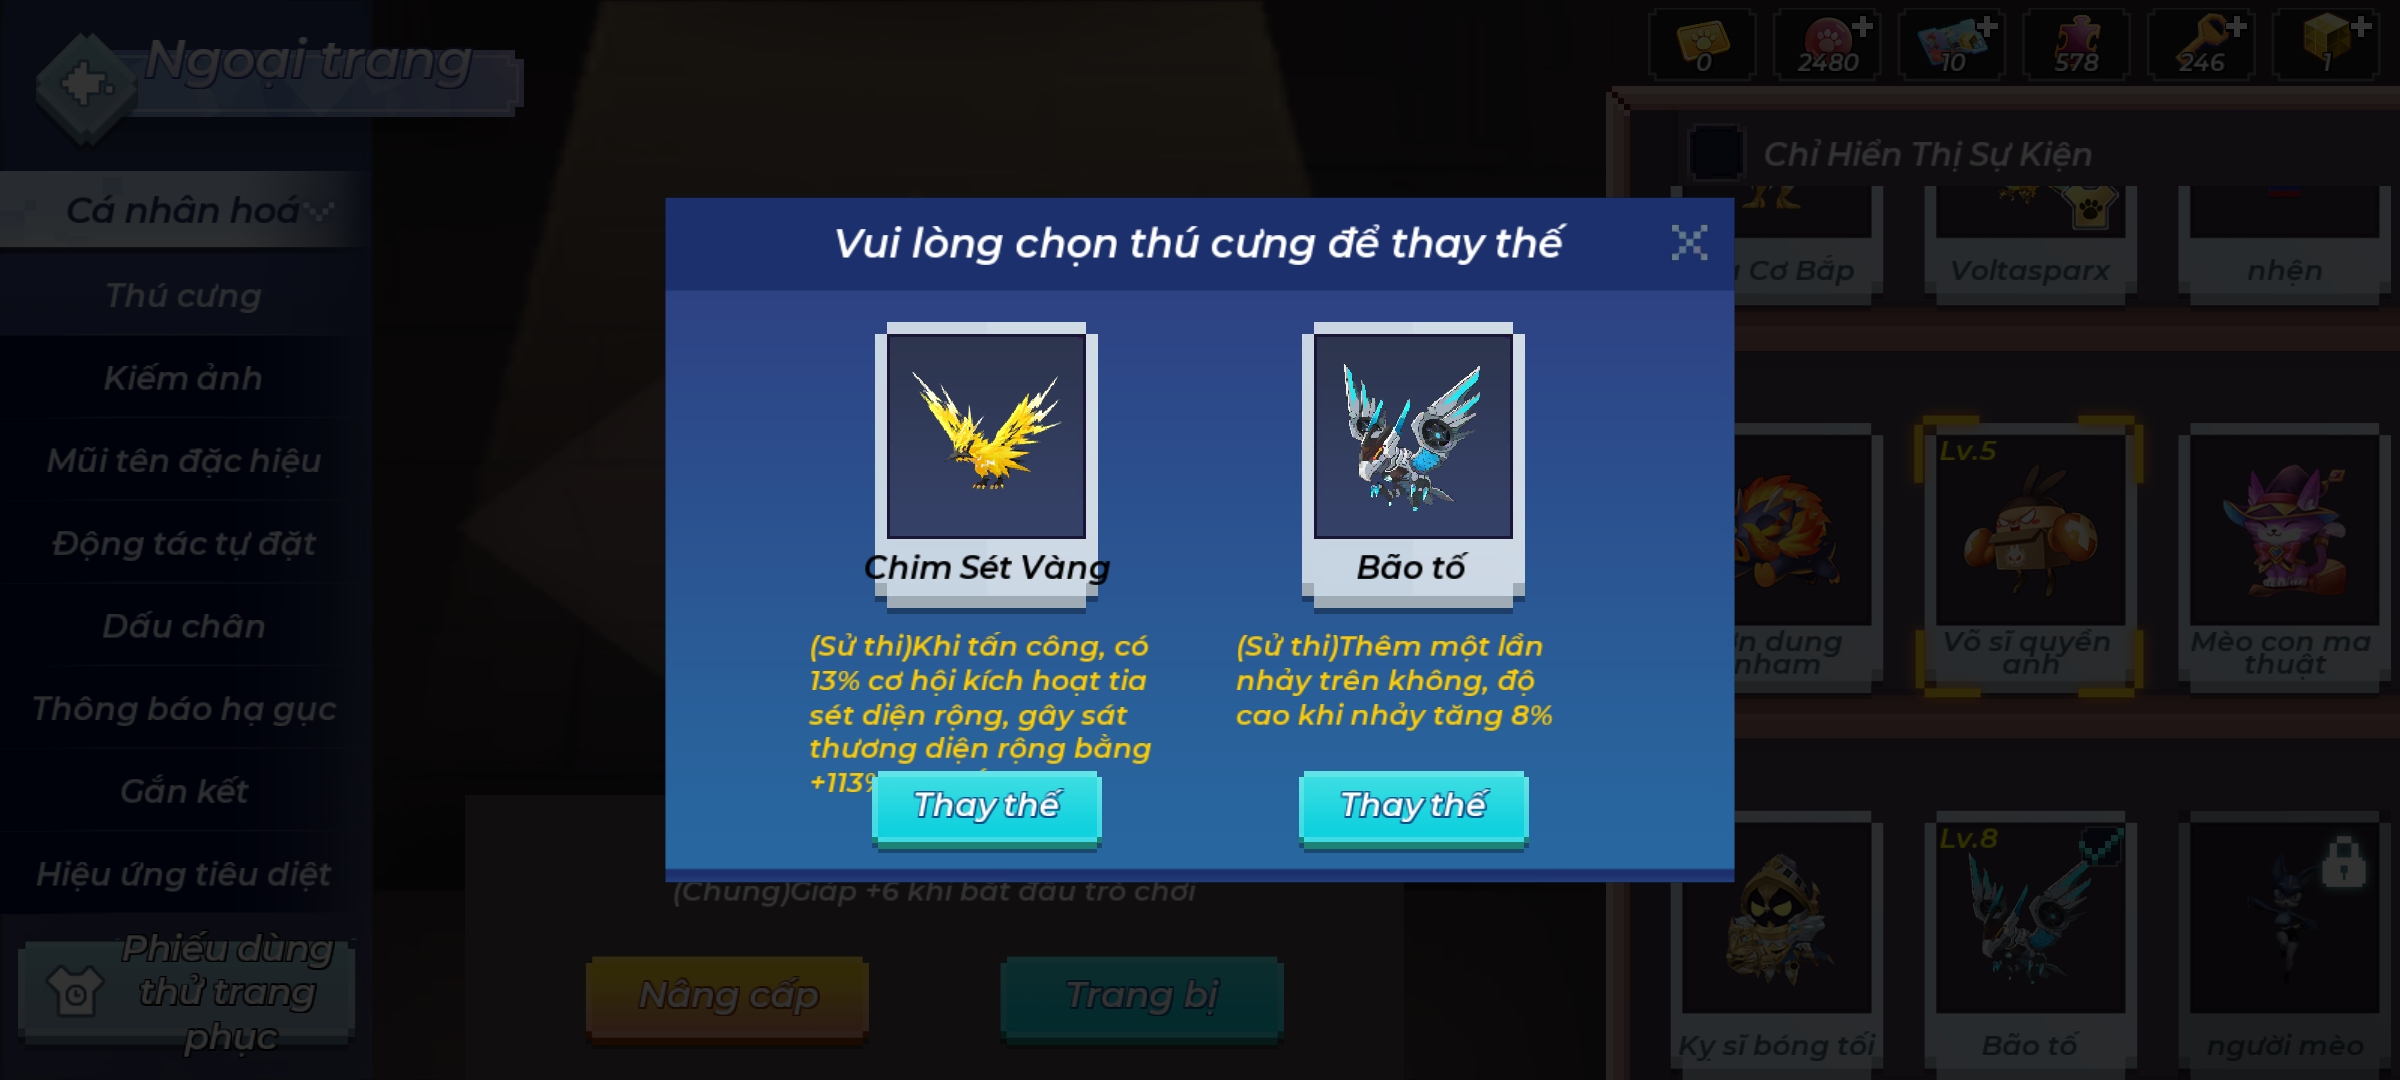 Ngoại trang
0
2480
10
578
246
1
Cá nhân hoá
Thú cưng
Kiếm ảnh
Mũi tên đặc hiệu
Động tác tự đặt
Dấu chân
Thông báo hạ gục
Gắn kết
Hiệu ứng tiêu diệt
Phiếu dùng
thử trang
phục
Vui lòng chọn thú cưng để thay thế
Chim Sét Vàng
(Sử thi)Khi tấn công, có
13% cơ hội kích hoạt tia
sét diện rộng, gây sát
thương diện rộng bằng
+113%
Thay thế
Bão tố
(Sử thi)Thêm một lần
nhảy trên không, độ
cao khi nhảy tăng 8%
Thay thế
(Chung)Giáp +6 khi bắt đầu trò chơi
Nâng cấp
Trang bị
Chỉ Hiển Thị Sự Kiện
Cơ Bắp
Voltasparx
nhện
dung
nham
Lv.5
Võ sĩ quyền
anh
Mèo con ma
thuật
Kỵ sĩ bóng tối
Lv.8
Bão tố
người mèo